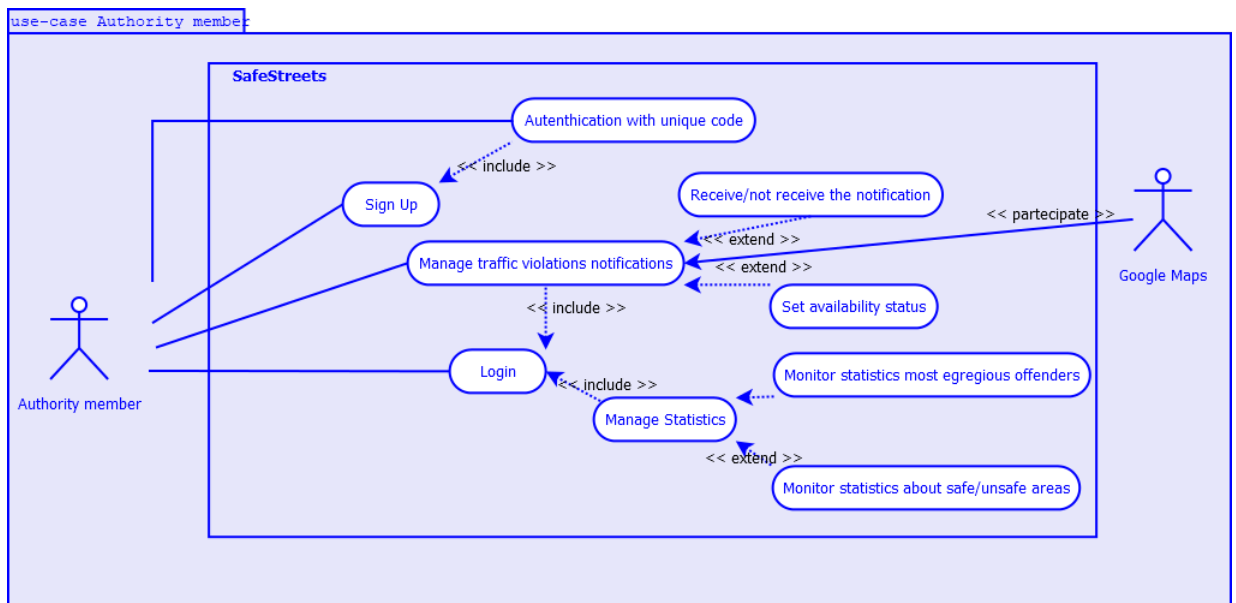 use-case Authority member
SafeStreets
Autenthication with unique code
<< include >>
Sign Up
Receive/not receive the notification
<< partecipate >>
<< extend >>
Manage traffic violations notifications
<< extend >>
Google Maps
Set availability status
<< include >>
Login
Monitor statistics most egregious offenders
<< include >>
Authority member
Manage Statistics
<< extend >>
Monitor statistics about safe/unsafe areas